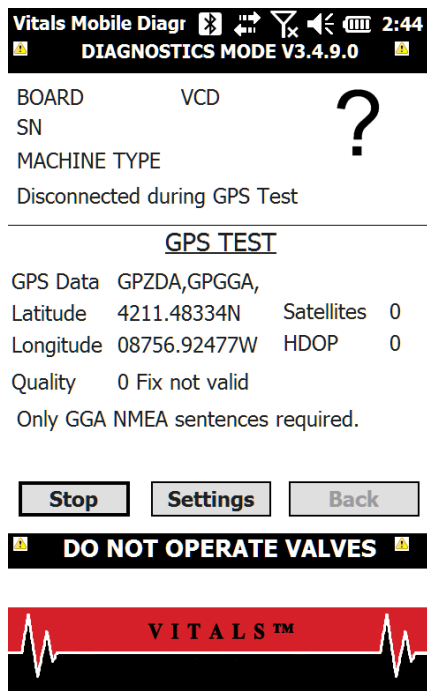 Vitals Mobile Diagr 2:44
DIAGNOSTICS MODE V3.4.9.0
BOARD VCD
SN
MACHINE TYPE
?
Disconnected during GPS Test
GPS TEST
GPS Data GPZDA,GPGGA,
Latitude 4211.48334N Satellites 0
Longitude 08756.92477W HDOP 0
Quality 0 Fix not valid
Only GGA NMEA sentences required.
Stop Settings Back
DO NOT OPERATE VALVES
VITALS™